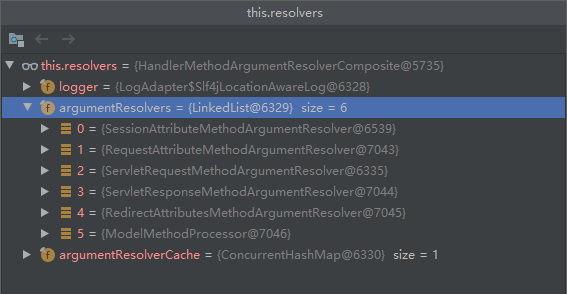 this.resolvers
this.resolvers = {HandlerMethodArgumentResolverComposite@5735}
f logger = {LogAdapter$Slf4jLocationAwareLog@6328}
f argumentResolvers = {LinkedList@6329} size = 6
0 = {SessionAttributeMethodArgumentResolver@6539}
1 = {RequestAttributeMethodArgumentResolver@7043}
2 = {ServletRequestMethodArgumentResolver@6335}
3 = {ServletResponseMethodArgumentResolver@7044}
4 = {RedirectAttributesMethodArgumentResolver@7045}
5 = {ModelMethodProcessor@7046}
f argumentResolverCache = {ConcurrentHashMap@6330} size = 1